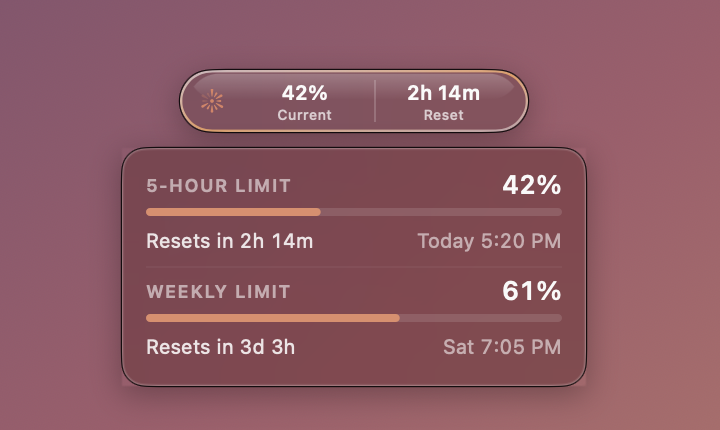 42% 2h 14m
Current Reset
5-HOUR LIMIT 42%
Resets in 2h 14m Today 5:20 PM
WEEKLY LIMIT 61%
Resets in 3d 3h Sat 7:05 PM